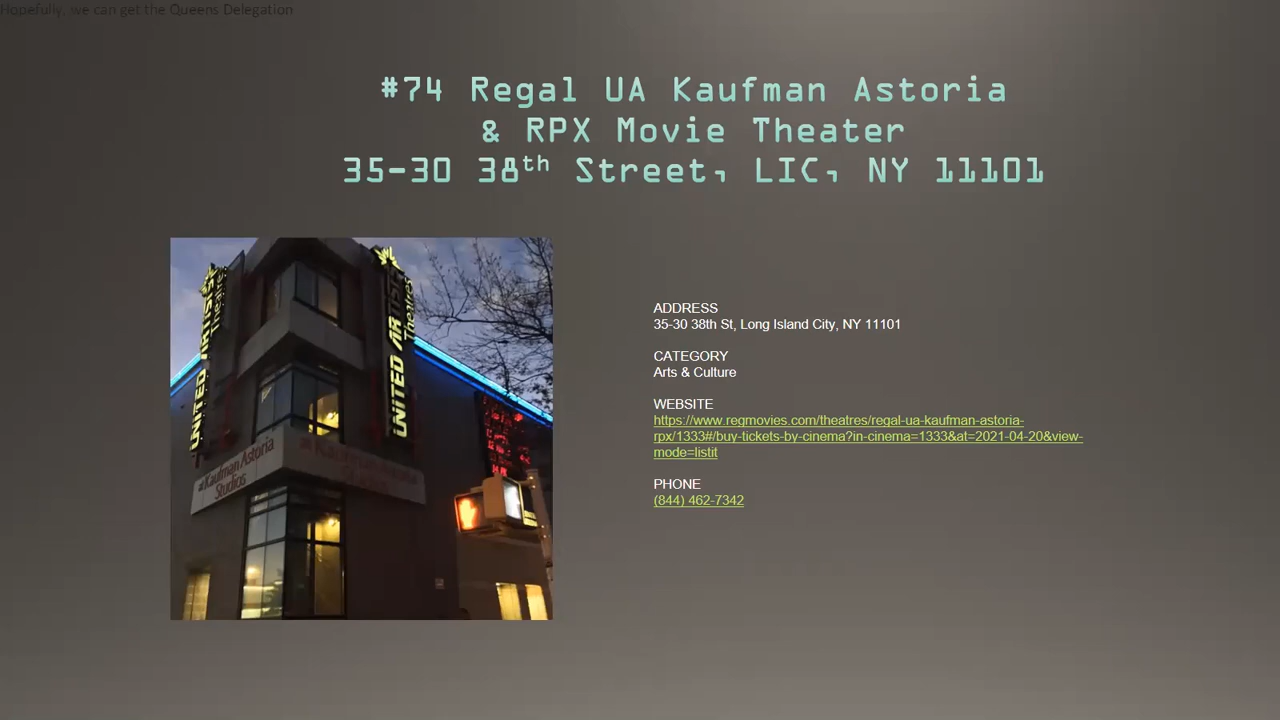 Hopefully, we can get the Queens Delegation
#74 Regal UA Kaufman Astoria
& RPX Movie Theater
35-30 38th Street, LIC, NY 11101
UNITED ARTISTS
Theatres
UNITED ARTISTS
Theatres
@Kaufman Astoria
Studios
ADDRESS
35-30 38th St, Long Island City, NY 11101
CATEGORY
Arts & Culture
WEBSITE
https://www.regmovies.com/theatres/regal-ua-kaufman-astoria-
rpx/1333#/buy-tickets-by-cinema?in-cinema=1333&at=2021-04-20&view-
mode=listit
PHONE
(844) 462-7342